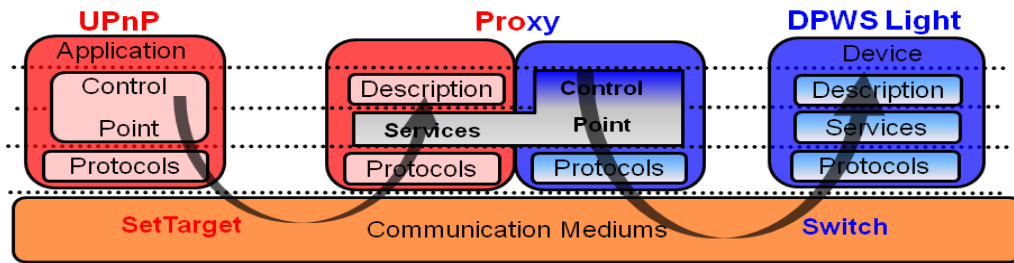 UPnP
Proxy
DPWS Light
Application
Device
Control
Point
Protocols
Description
Services
Protocols
Control
Point
Protocols
Description
Services
Protocols
SetTarget
Communication Mediums
Switch